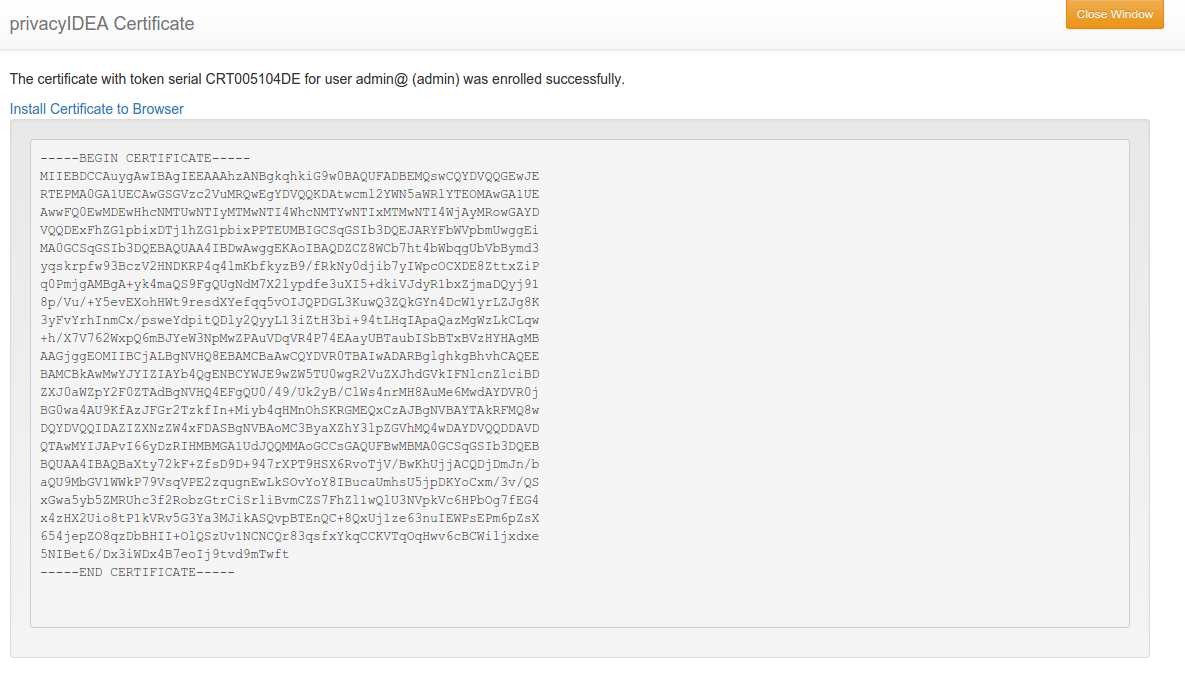 privacyIDEA Certificate
Close Window
The certificate with token serial CRT005104DE for user admin@ (admin) was enrolled successfully.
Install Certificate to Browser
-----BEGIN CERTIFICATE-----
MIIEBDCCAuygAwIBAgIEEAAAhzANBgkqhkiG9w0BAQUFADBEMQswCQYDVQQGEwJE
RTEPMA0GA1UECAwGSGVzc2VuMRQwEgYDVQQKDAtwcml2YWN5aWRlYTEOMAwGA1UE
AwwFQ0EwMDEwHhcNMTUwNTIyMTMwNTI4WhcNMTYwNTIxMTMwNTI4WjAyMRowGAYD
VQQDExFhZG1pbixDTj1hZG1pbixPPTEUMBIGCSqGSIb3DQEJARYFbWVpbmUwggEi
MA0GCSqGSIb3DQEBAQUAA4IBDwAwggEKAoIBAQDZCZ8WCb7ht4bWbqgUbVbBymd3
yqskrpfw93BczV2HNDKRP4q4lmKbfkyzB9/fRkNy0djib7yIWpcOCXDE8ZttxZiP
q0PmjgAMBgA+yk4maQS9FgQUgNdM7X2lypdfe3uXI5+dkiVJdyR1bxZjmaDQyj91
8p/Vu/+Y5evEXohHWt9resdXYefqq5vOIJQPDGL3KuwQ3ZQkGYn4DcW1yrLZJg8K
3yFvYrhInmCx/psweYdpitQDly2QyyL13iZtH3bi+94tLHqIApaQazMgWzLkCLqw
+h/X7V762WxpQ6mBJYeW3NpMwZPAuVDqVR4P74EAayUBTaubISbBTxBVzHYHAgMB
AAGjggEOMIIBCjALBgNVHQ8EBAMCBaAwCQYDVR0TBAIwADARBglghkgBhvhCAQEE
BAMCBkAwMwYJYIZIAYb4QgENBCYWJE9wZW5TU0wgR2VuZXJhdGVkIFNlcnZlciBD
ZXJ0aWZpY2F0ZTAdBgNVHQ4EFgQU0/49/Uk2yB/ClWs4nrMH8AuMe6MwdAYDVR0j
BG0wa4AU9KfAzJFGr2TzkfIn+Miyb4qHMnOhSKRGMEQxCzAJBgNVBAYTAkRFMQ8w
DQYDVQQIDAZIZXNzZW4xFDASBgNVBAoMC3ByaXZhY3lpZGVhMQ4wDAYDVQQDDAVD
QTAwMYIJAPvI66yDzRIHMBMGA1UdJQQMMAoGCCsGAQUFBwMBMA0GCSqGSIb3DQEB
BQUAA4IBAQBaXty72kF+ZfsD9D+947rXPT9HSX6RvoTjV/BwKhUjjACQDjDmJn/b
aQU9MbGV1WWkP79VsqVPE2zqugnEwLkSOvYoY8IBucaUmhsU5jpDKYoCxm/3v/QS
xGwa5yb5ZMRUhc3f2RobzGtrCiSrliBvmCZS7FhZl1wQlU3NVpkVc6HPbOg7fEG4
x4zHX2Uio8tP1kVRv5G3Ya3MJikASQvpBTEnQC+8QxUj1ze63nuIEWPsEPm6pZsX
654jepZO8qzDbBHII+OlQSzUv1NCNCQr83qsfxYkqCCKVTqOqHwv6cBCWiljxdxe
5NIBet6/Dx3iWDx4B7eoIj9tvd9mTwft
-----END CERTIFICATE-----